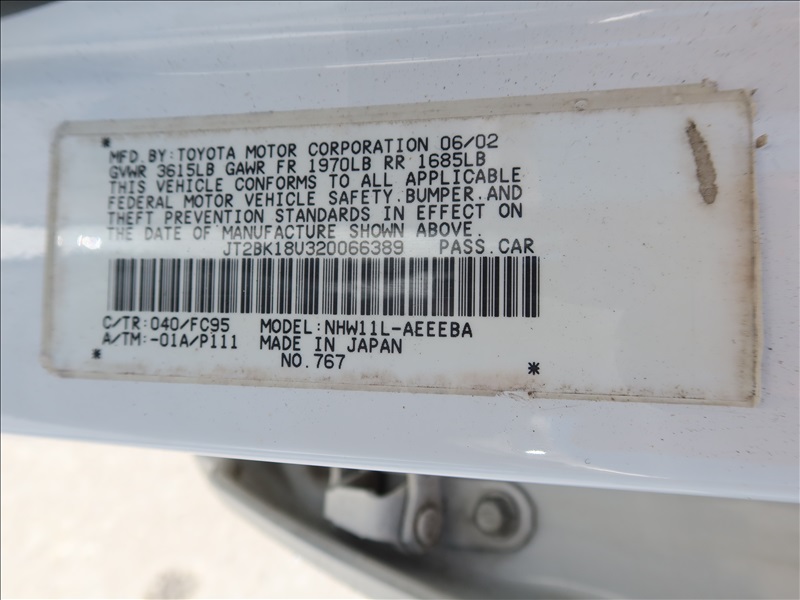 *
MFD.BY:TOYOTA MOTOR CORPORATION 06/02
GVWR 3615LB GAWR FR 1970LB RR 1685LB
THIS VEHICLE CONFORMS TO ALL APPLICABLE
FEDERAL MOTOR VEHICLE SAFETY.BUMPER.AND
THEFT PREVENTION STANDARDS IN EFFECT ON
THE DATE OF MANUFACTURE SHOWN ABOVE.
JT2BK18U320066389 PASS.CAR
C/TR:040/FC95 MODEL:NHW11L-AEEEBA
A/TM:-01A/P111 MADE IN JAPAN
* NO.767 *